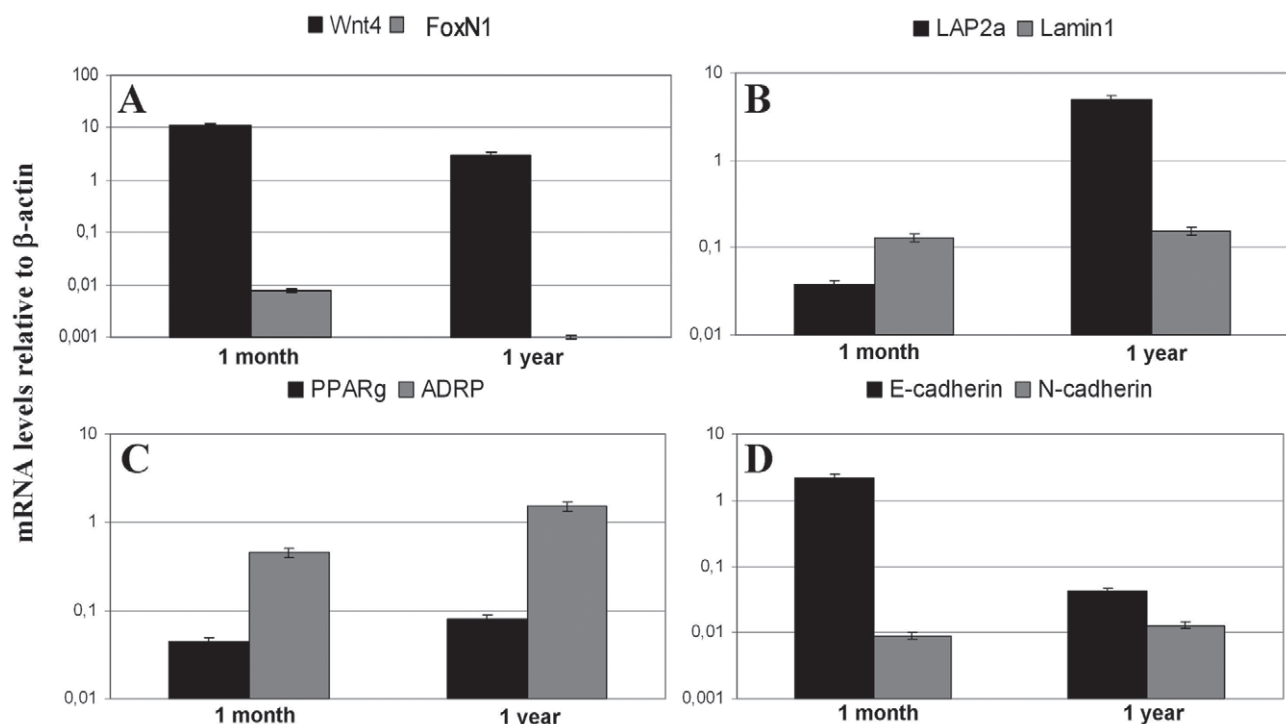 mRNA levels relative to β-actin
Wnt4 FoxN1
A
100
10
1
0,1
0,01
0,001
1 month 1 year
LAP2a Lamin1
B
10
1
0,1
0,01
1 month 1 year
PPARg ADRP
C
10
1
0,1
0,01
1 month 1 year
E-cadherin N-cadherin
D
10
1
0,1
0,01
0,001
1 month 1 year